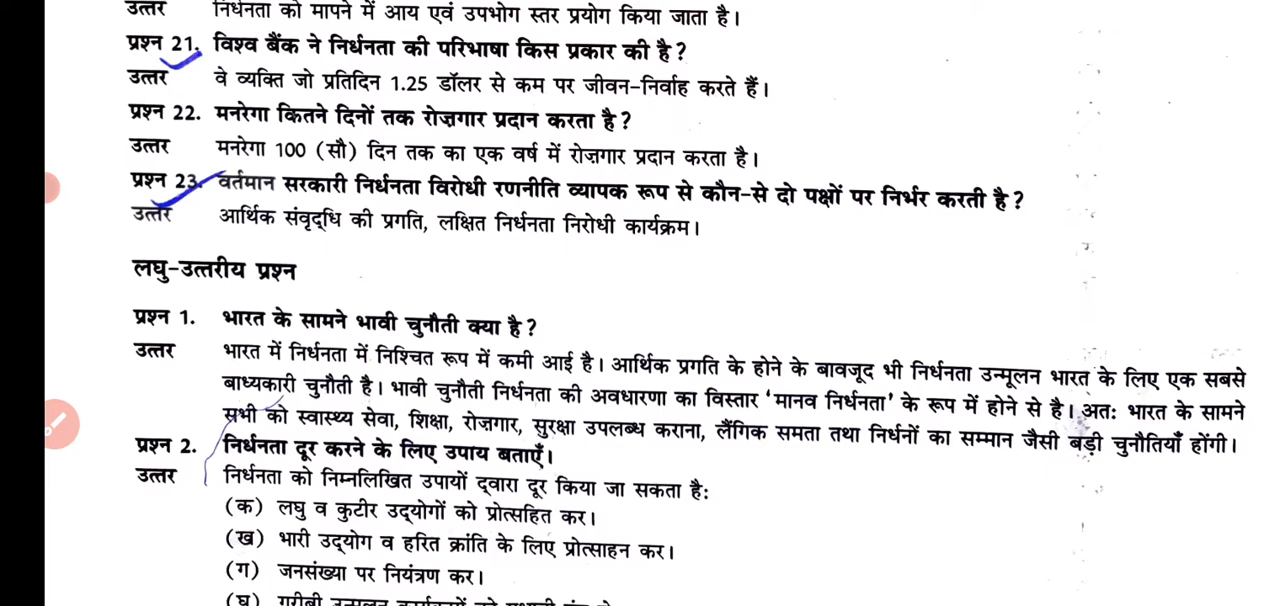 उत्तर निर्धनता को मापने में आय एवं उपभोग स्तर प्रयोग किया जाता है।
प्रश्न 21. विश्व बैंक ने निर्धनता की परिभाषा किस प्रकार की है?
उत्तर वे व्यक्ति जो प्रतिदिन 1.25 डॉलर से कम पर जीवन-निर्वाह करते हैं।
प्रश्न 22. मनरेगा कितने दिनों तक रोज़गार प्रदान करता है?
उत्तर मनरेगा 100 (सौ) दिन तक का एक वर्ष में रोज़गार प्रदान करता है।
प्रश्न 23. वर्तमान सरकारी निर्धनता विरोधी रणनीति व्यापक रूप से कौन-से दो पक्षों पर निर्भर करती है?
उत्तर आर्थिक संवृद्धि की प्रगति, लक्षित निर्धनता निरोधी कार्यक्रम।
लघु-उत्तरीय प्रश्न
प्रश्न 1. भारत के सामने भावी चुनौती क्या है?
उत्तर भारत में निर्धनता में निश्चित रूप में कमी आई है। आर्थिक प्रगति के होने के बावजूद भी निर्धनता उन्मूलन भारत के लिए एक सबसे
बाध्यकारी चुनौती है। भावी चुनौती निर्धनता की अवधारणा का विस्तार 'मानव निर्धनता' के रूप में होने से है। अतः भारत के सामने
सभी को स्वास्थ्य सेवा, शिक्षा, रोज़गार, सुरक्षा उपलब्ध कराना, लैंगिक समता तथा निर्धनों का सम्मान जैसी बड़ी चुनौतियाँ होंगी।
प्रश्न 2. निर्धनता दूर करने के लिए उपाय बताएँ।
उत्तर निर्धनता को निम्नलिखित उपायों द्वारा दूर किया जा सकता है:
(क) लघु व कुटीर उद्योगों को प्रोत्सहित कर।
(ख) भारी उद्योग व हरित क्रांति के लिए प्रोत्साहन कर।
(ग) जनसंख्या पर नियंत्रण कर।
(घ) गरीबी उन्मूलन